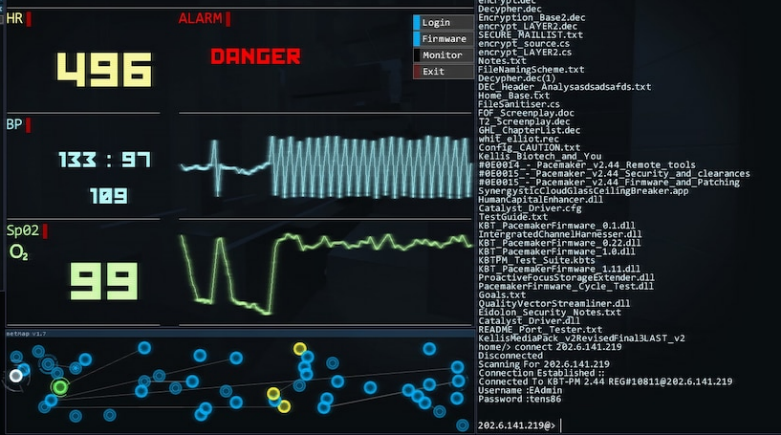 HR
496
ALARM
DANGER
Login
Firmware
Monitor
Exit
BP
133 : 97
109
SpO2
O2
99
netmap v1.7
encrypt.dec
Decypher.dec
Encryption_Base2.dec
encrypt_LAYER2.dec
SECURE_MAILLIST.txt
encrypt_source.cs
encrypt_LAYER2.cs
Notes.txt
FileNamingScheme.txt
Decypher.dec(1)
DEC_Header_Analysasdsadsafds.txt
Home_Base.txt
FileSanitiser.cs
FOF_Screenplay.doc
T2_Screenplay.dec
GHL_ChapterList.dec
whit_elliot.rec
Config_CAUTION.txt
Kellis_Biotech_and_You
#0E0014_-_Pacemaker_v2.44_Remote_tools
#0E0015_-_Pacemaker_v2.44_Security_and_clearances
#0E0015_-_Pacemaker_v2.44_Firmware_and_Patching
SynergysticCloudGlassCeilingBreaker.app
HumanCapitalEnhancer.dll
Catalyst_Driver.cfg
TestGuide.txt
KBT_PacemakerFirmware_0.1.dll
IntergratedChannelHarnesser.dll
KBT_PacemakerFirmware_0.22.dll
KBT_PacemakerFirmware_1.0.dll
KBTPM_Test_Suite.kbts
KBT_PacemakerFirmware_1.11.dll
ProactiveFocusStorageExtender.dll
PacemakerFirmware_Cycle_Test.dll
Goals.txt
QualityVectorStreamliner.dll
Eidolon_Security_Notes.txt
Catalyst_Driver.dll
README_Port_Tester.txt
KellisMediaPack_v2RevisedFinal3LAST_v2
home/> connect 202.6.141.219
Disconnected
Scanning For 202.6.141.219
Connection Established ::
Connected To KBT-PM 2.44 REG#10811@202.6.141.219
Username :EAdmin
Password :tens86
202.6.141.219@>